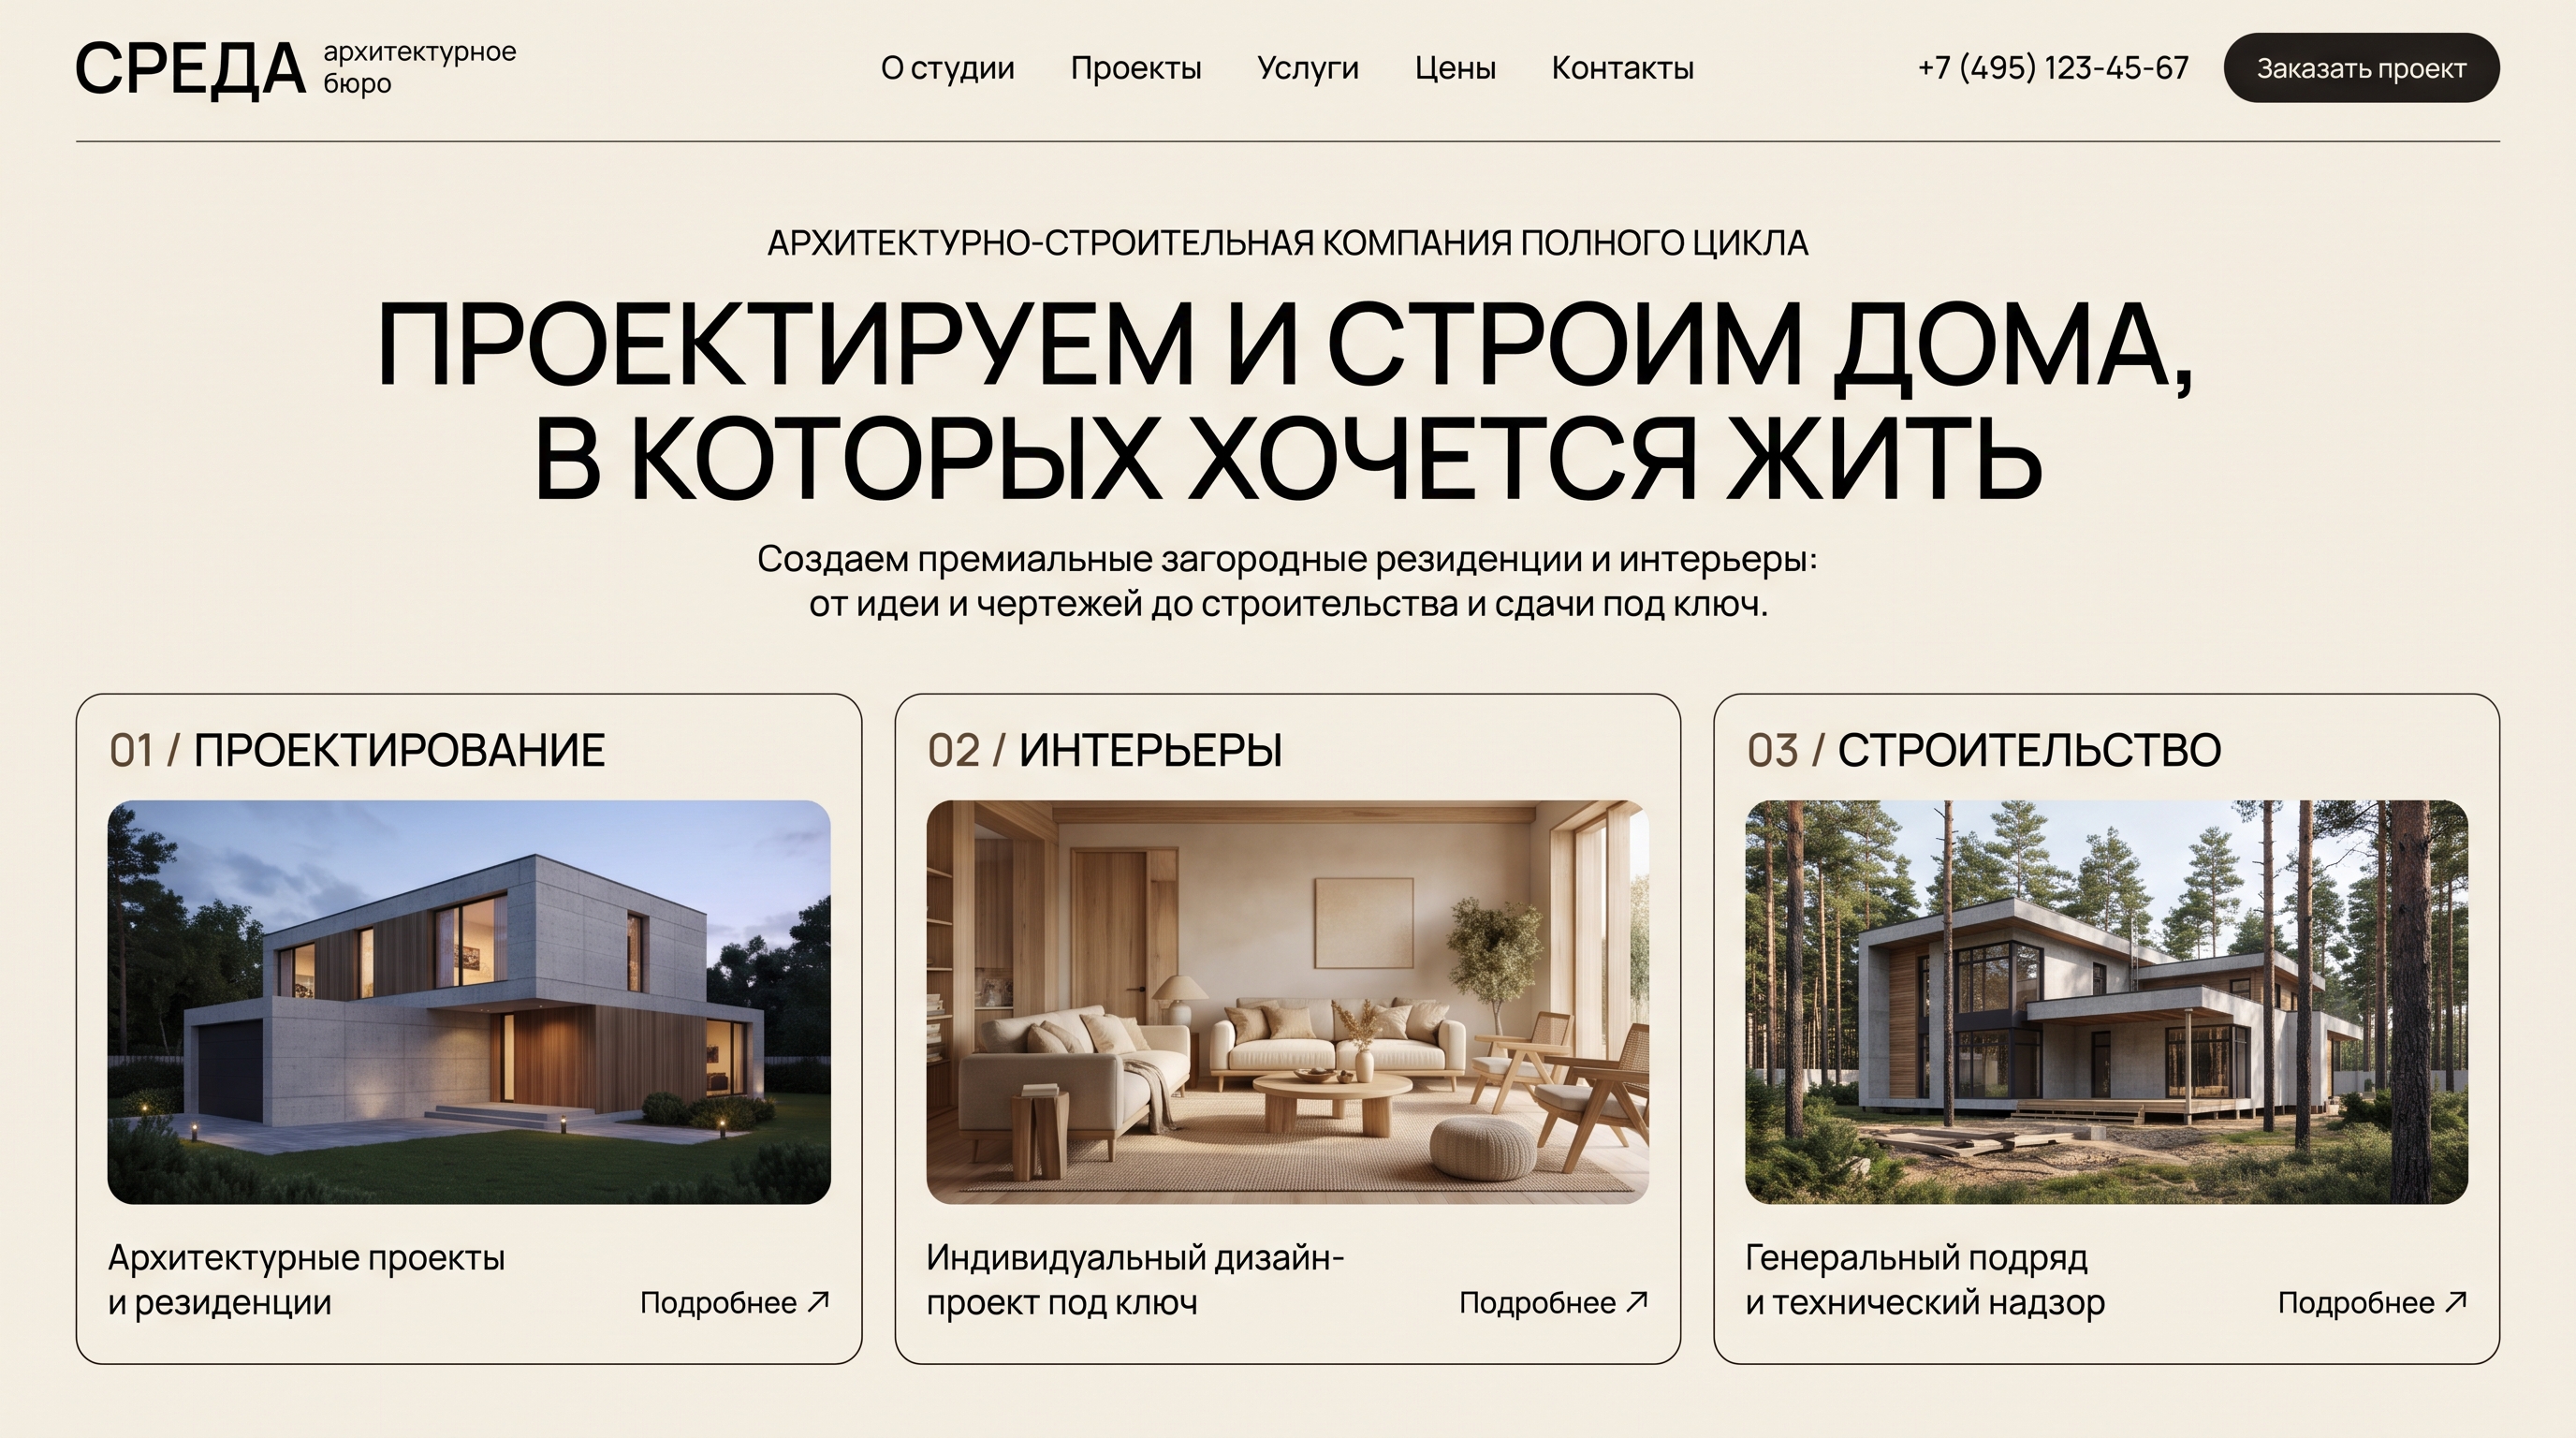 СРЕДА
архитектурное
бюро
О студии
Проекты
Услуги
Цены
Контакты
+7 (495) 123-45-67
Заказать проект
АРХИТЕКТУРНО-СТРОИТЕЛЬНАЯ КОМПАНИЯ ПОЛНОГО ЦИКЛА
ПРОЕКТИРУЕМ И СТРОИМ ДОМА,
В КОТОРЫХ ХОЧЕТСЯ ЖИТЬ
Создаем премиальные загородные резиденции и интерьеры:
от идеи и чертежей до строительства и сдачи под ключ.
01 / ПРОЕКТИРОВАНИЕ
Архитектурные проекты
и резиденции
Подробнее ↗
02 / ИНТЕРЬЕРЫ
Индивидуальный дизайн-
проект под ключ
Подробнее ↗
03 / СТРОИТЕЛЬСТВО
Генеральный подряд
и технический надзор
Подробнее ↗